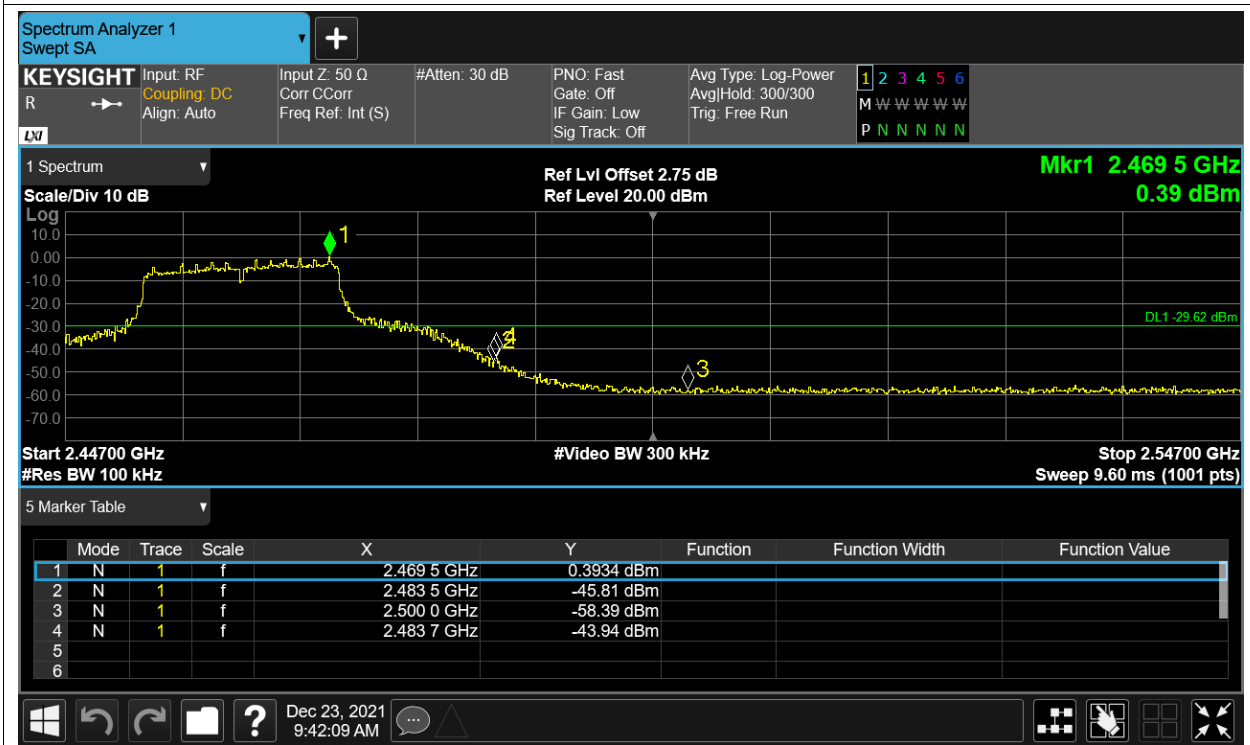 Spectrum Analyzer 1
Swept SA
KEYSIGHT
R
LXI
Input: RF
Coupling: DC
Align: Auto
Input Z: 50 Ω
Corr CCorr
Freq Ref: Int (S)
#Atten: 30 dB
PNO: Fast
Gate: Off
IF Gain: Low
Sig Track: Off
Avg Type: Log-Power
Avg|Hold: 300/300
Trig: Free Run
1 2 3 4 5 6
M W W W W W
P N N N N N
1 Spectrum
Scale/Div 10 dB
Ref Lvl Offset 2.75 dB
Ref Level 20.00 dBm
Mkr1 2.469 5 GHz
0.39 dBm
Log
10.0
0.00
-10.0
-20.0
-30.0
-40.0
-50.0
-60.0
-70.0
1
2
4
3
DL1 -29.62 dBm
Start 2.44700 GHz
#Video BW 300 kHz
Stop 2.54700 GHz
#Res BW 100 kHz
Sweep 9.60 ms (1001 pts)
5 Marker Table
Mode Trace Scale X Y Function Function Width Function Value
1 N 1 f 2.469 5 GHz 0.3934 dBm
2 N 1 f 2.483 5 GHz -45.81 dBm
3 N 1 f 2.500 0 GHz -58.39 dBm
4 N 1 f 2.483 7 GHz -43.94 dBm
5
6
?
Dec 23, 2021
9:42:09 AM